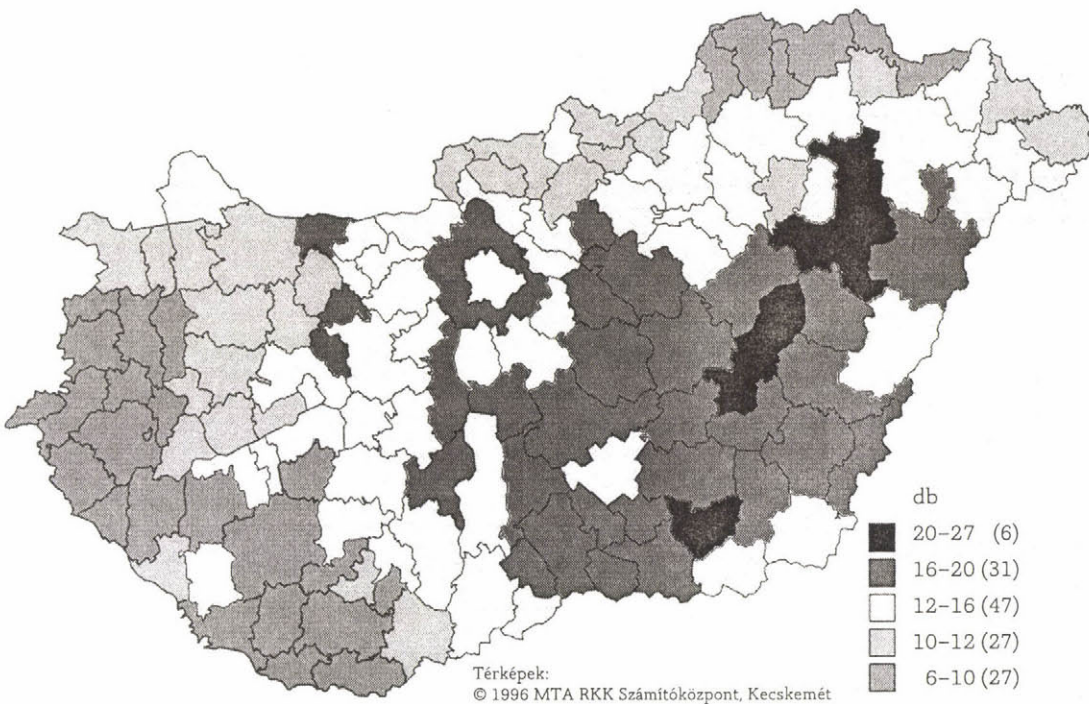 db
20–27 (6)
16–20 (31)
12–16 (47)
10–12 (27)
6–10 (27)
Térképek:
© 1996 MTA RKK Számítóközpont, Kecskemét